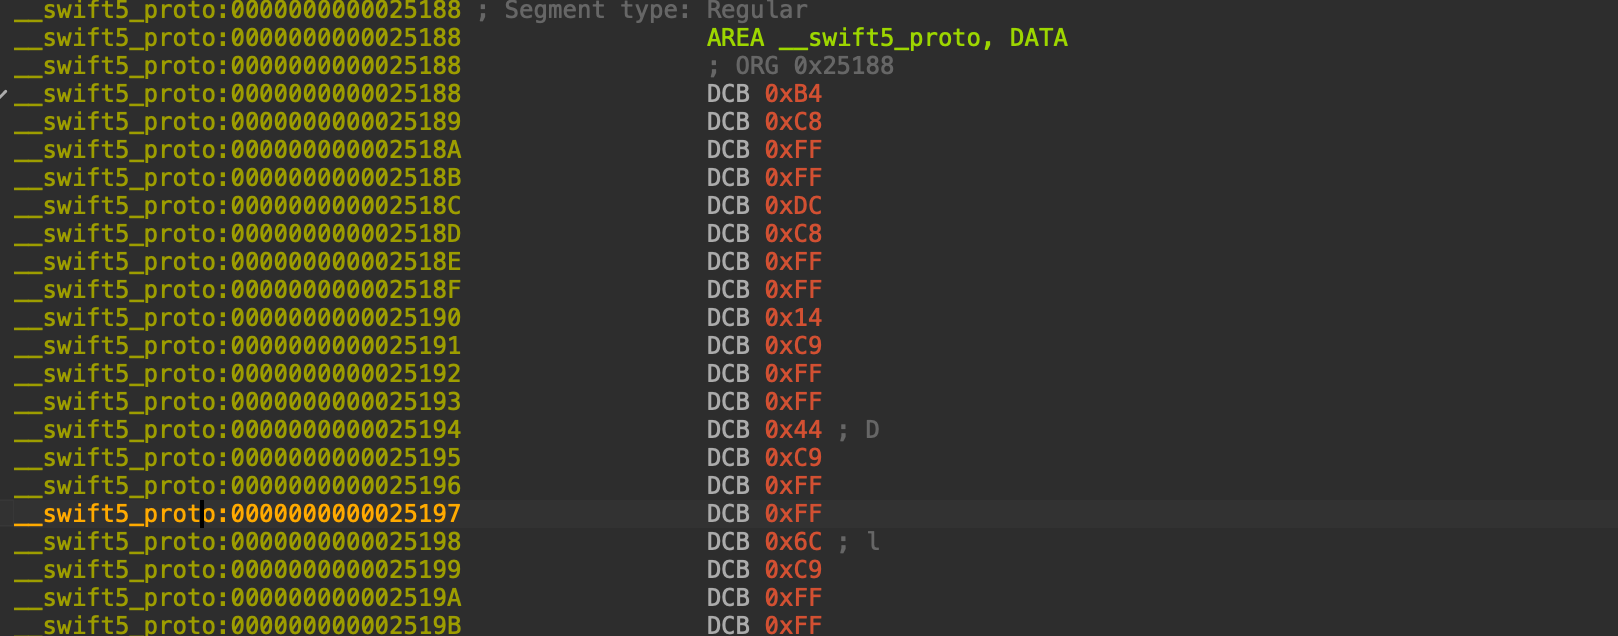 __swift5_proto:0000000000025188 ; Segment type: Regular
__swift5_proto:0000000000025188 AREA __swift5_proto, DATA
__swift5_proto:0000000000025188 ; ORG 0x25188
__swift5_proto:0000000000025188 DCB 0xB4
__swift5_proto:0000000000025189 DCB 0xC8
__swift5_proto:000000000002518A DCB 0xFF
__swift5_proto:000000000002518B DCB 0xFF
__swift5_proto:000000000002518C DCB 0xDC
__swift5_proto:000000000002518D DCB 0xC8
__swift5_proto:000000000002518E DCB 0xFF
__swift5_proto:000000000002518F DCB 0xFF
__swift5_proto:0000000000025190 DCB 0x14
__swift5_proto:0000000000025191 DCB 0xC9
__swift5_proto:0000000000025192 DCB 0xFF
__swift5_proto:0000000000025193 DCB 0xFF
__swift5_proto:0000000000025194 DCB 0x44 ; D
__swift5_proto:0000000000025195 DCB 0xC9
__swift5_proto:0000000000025196 DCB 0xFF
__swift5_proto:0000000000025197 DCB 0xFF
__swift5_proto:0000000000025198 DCB 0x6C ; l
__swift5_proto:0000000000025199 DCB 0xC9
__swift5_proto:000000000002519A DCB 0xFF
__swift5_proto:000000000002519B DCB 0xFF